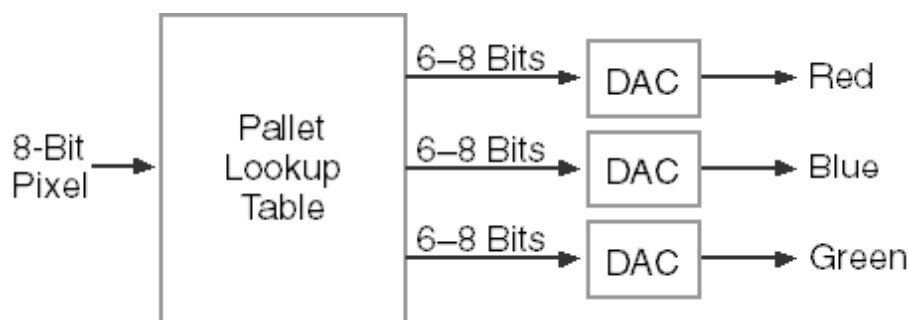 8-Bit
Pixel
Pallet
Lookup
Table
6–8 Bits
DAC
Red
6–8 Bits
DAC
Blue
6–8 Bits
DAC
Green